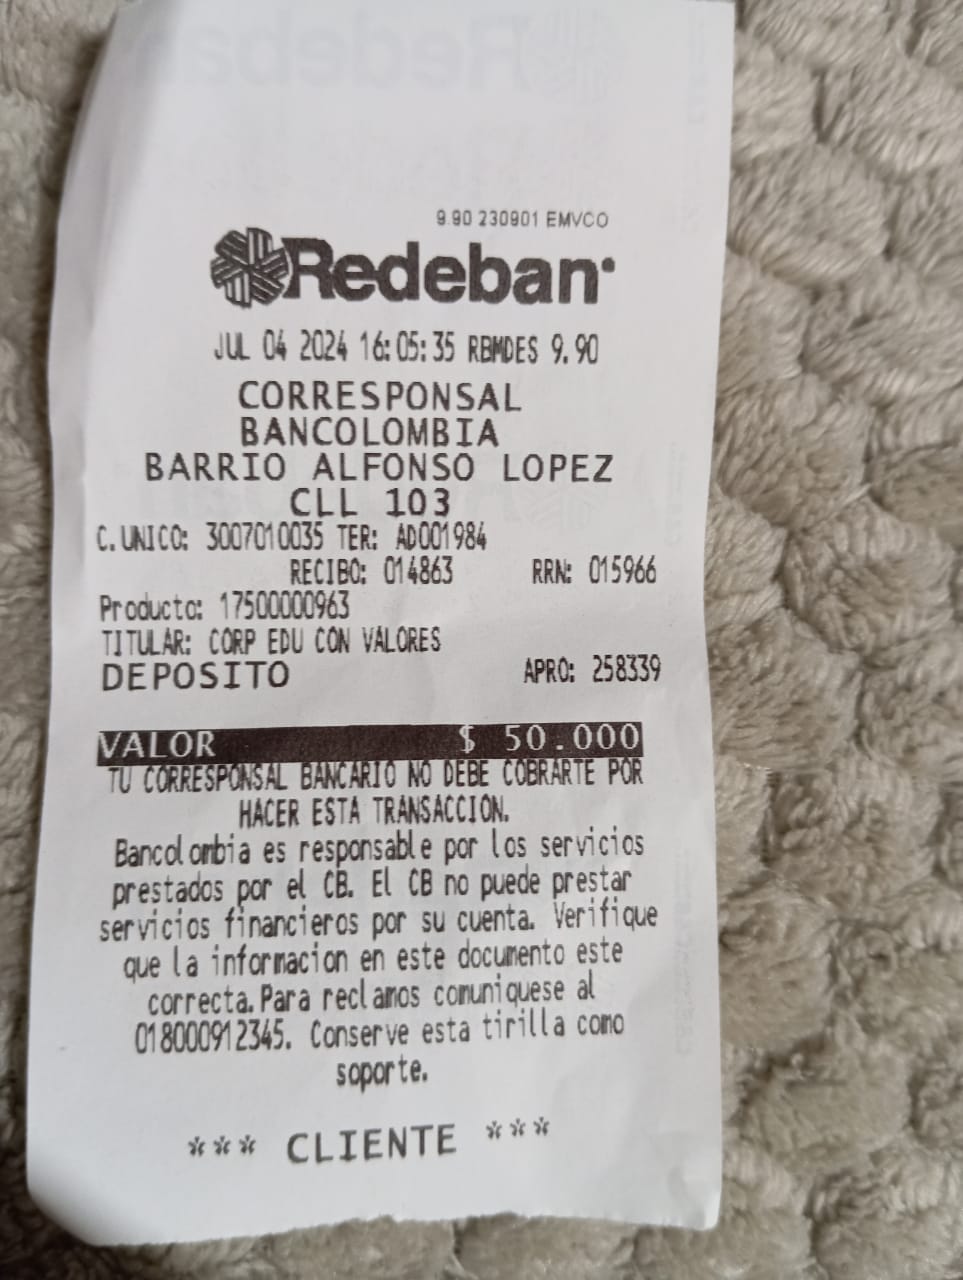 9.90 230901 EMVCO
Redeban
JUL 04 2024 16:05:35 RBMDES 9.90
CORRESPONSAL
BANCOLOMBIA
BARRIO ALFONSO LOPEZ
CLL 103
C. UNICO: 3007010035 TER: AD001984
RECIBO: 014863 RRN: 015966
Producto: 17500000963
TITULAR: CORP EDU CON VALORES
DEPOSITO APRO: 258339
VALOR $ 50.000
TU CORRESPONSAL BANCARIO NO DEBE COBRARTE POR
HACER ESTA TRANSACCION.
Bancolombia es responsable por los servicios
prestados por el CB. El CB no puede prestar
servicios financieros por su cuenta. Verifique
que la informacion en este documento este
correcta. Para reclamos comuniquese al
018000912345. Conserve esta tirilla como
soporte.
*** CLIENTE ***